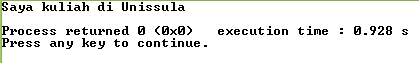 Saya kuliah di Unissula
Process returned 0 (0x0)   execution time : 0.928 s
Press any key to continue.